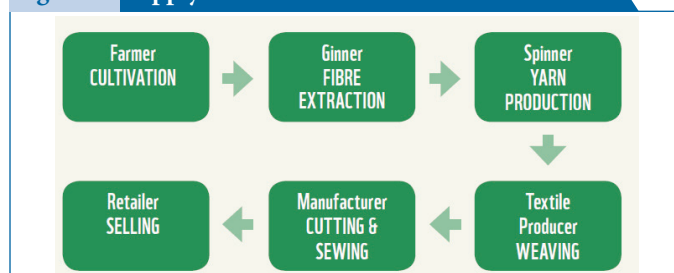 Farmer
CULTIVATION
Ginner
FIBRE
EXTRACTION
Spinner
YARN
PRODUCTION
Textile
Producer
WEAVING
Manufacturer
CUTTING &
SEWING
Retailer
SELLING